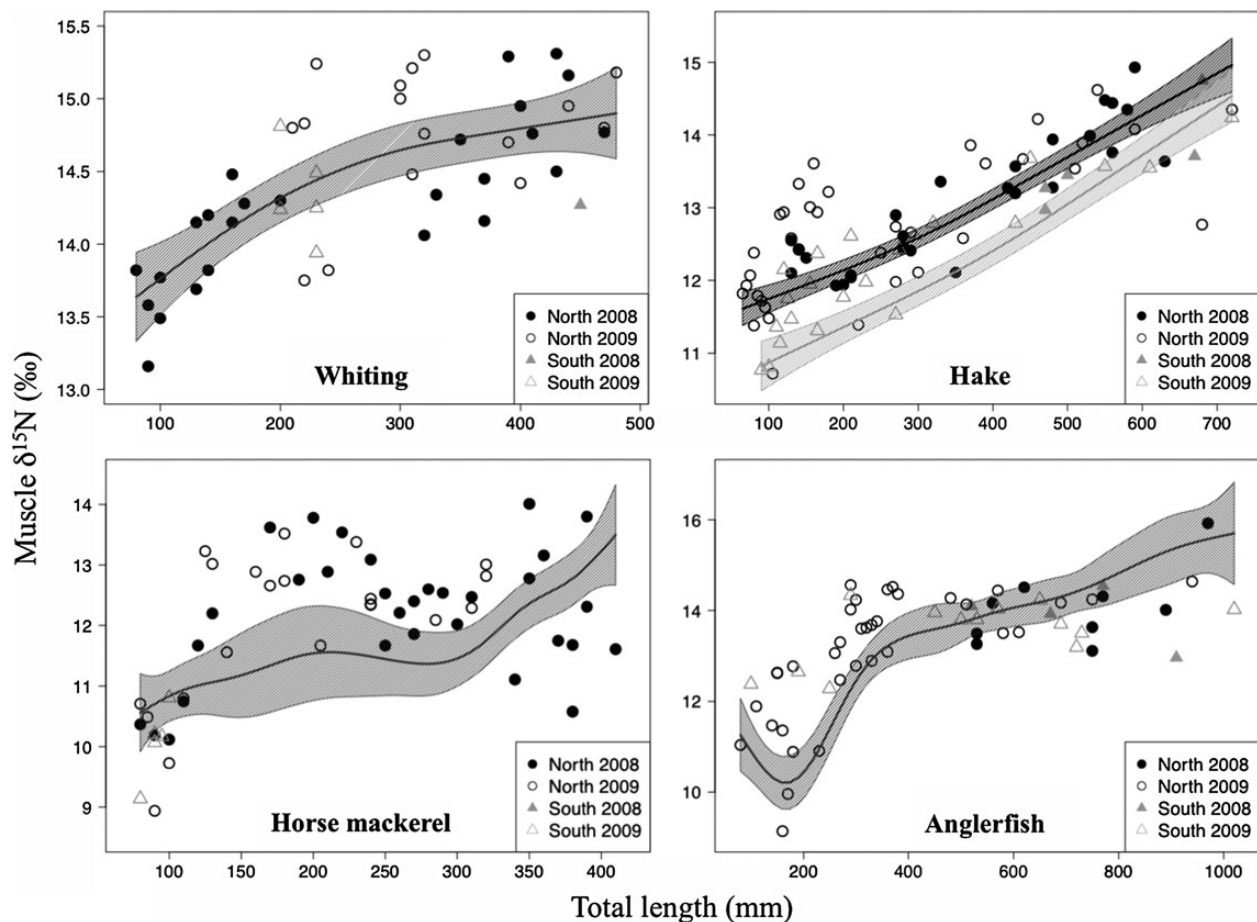 Muscle δ¹⁵N (‰)
15.5
15.0
14.5
14.0
13.5
13.0
100 200 300 400 500
Whiting
North 2008
North 2009
South 2008
South 2009
15
14
13
12
11
100 200 300 400 500 600 700
Hake
North 2008
North 2009
South 2008
South 2009
14
13
12
11
10
9
100 150 200 250 300 350 400
Horse mackerel
North 2008
North 2009
South 2008
South 2009
16
14
12
10
200 400 600 800 1000
Anglerfish
North 2008
North 2009
South 2008
South 2009
Total length (mm)